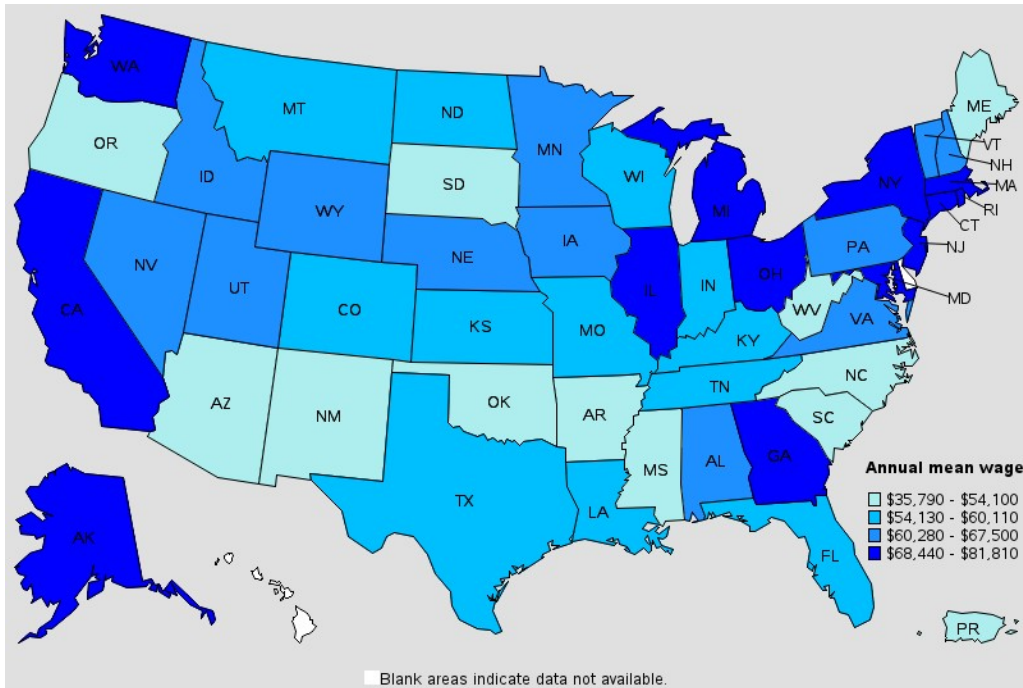 WA
MT
ND
ME
OR
MN
VT
ID
SD
WI
NH
MA
WY
MI
NY
RI
CT
IA
PA
NJ
NE
NV
UT
IL
IN
OH
MD
CA
CO
WV
VA
KS
MO
KY
TN
NC
AZ
NM
OK
AR
SC
MS
AL
GA
TX
LA
FL
AK
PR
Annual mean wage
$35,790 - $54,100
$54,130 - $60,110
$60,280 - $67,500
$68,440 - $81,810
Blank areas indicate data not available.